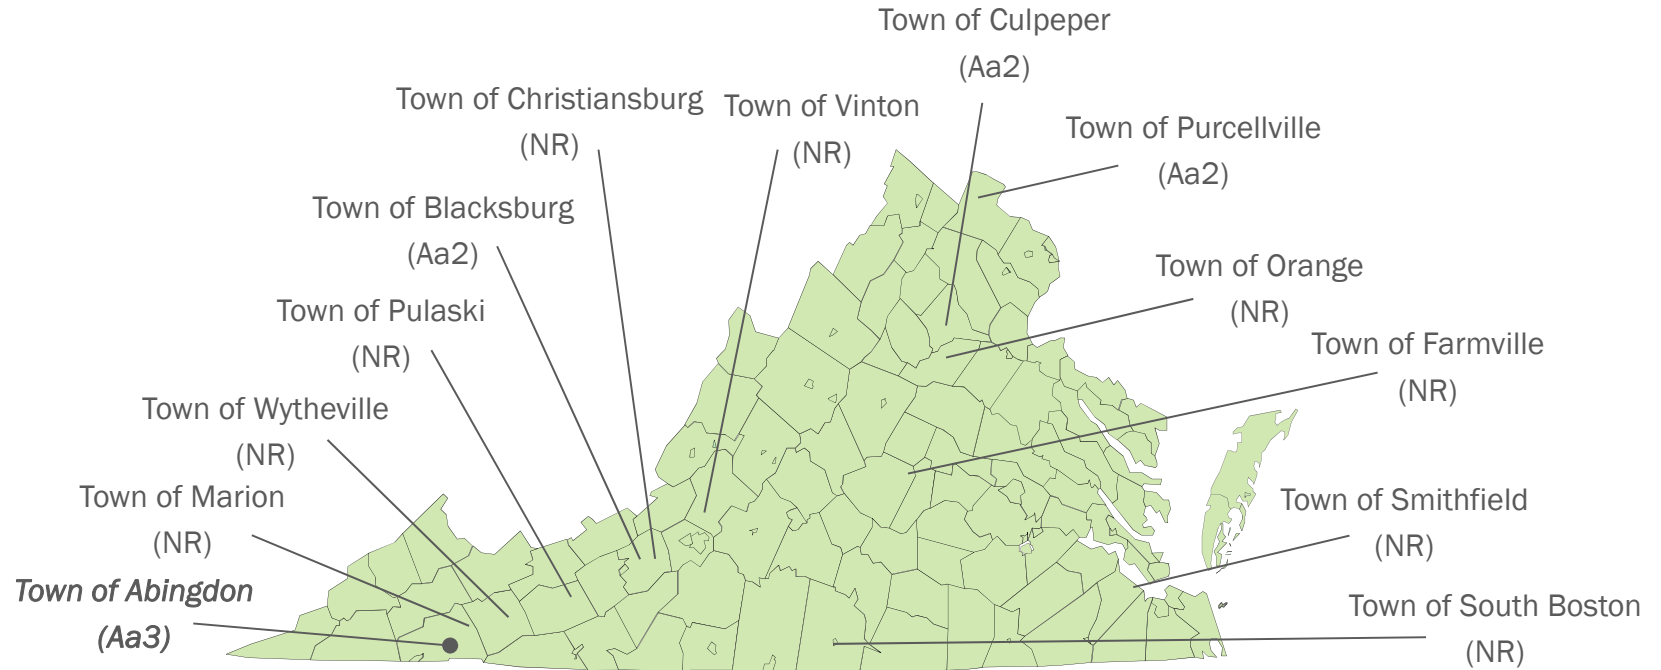 Town of Culpeper
(Aa2)
Town of Christiansburg
(NR)
Town of Vinton
(NR)
Town of Purcellville
(Aa2)
Town of Blacksburg
(Aa2)
Town of Orange
(NR)
Town of Pulaski
(NR)
Town of Farmville
(NR)
Town of Wytheville
(NR)
Town of Marion
(NR)
Town of Smithfield
(NR)
Town of Abingdon
(Aa3)
Town of South Boston
(NR)